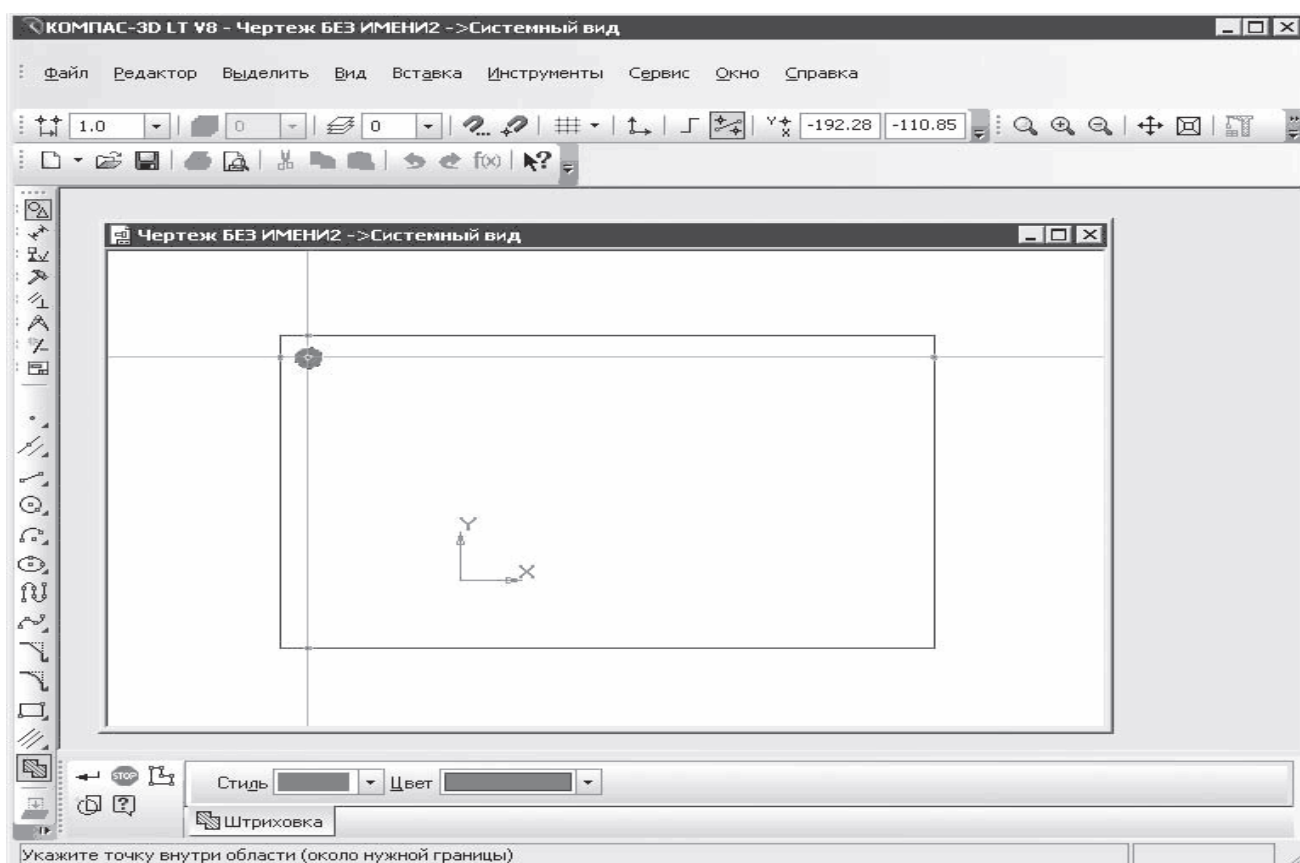 КОМПАС-3D LT V8 - Чертеж БЕЗ ИМЕНИ2 ->Системный вид
Файл Редактор Выделить Вид Вставка Инструменты Сервис Окно Справка
1.0 0 0 -192.28 -110.85
f(x) ?
Чертеж БЕЗ ИМЕНИ2 ->Системный вид
Y
X
STOP Стиль Цвет
?
Штриховка
Укажите точку внутри области (около нужной границы)